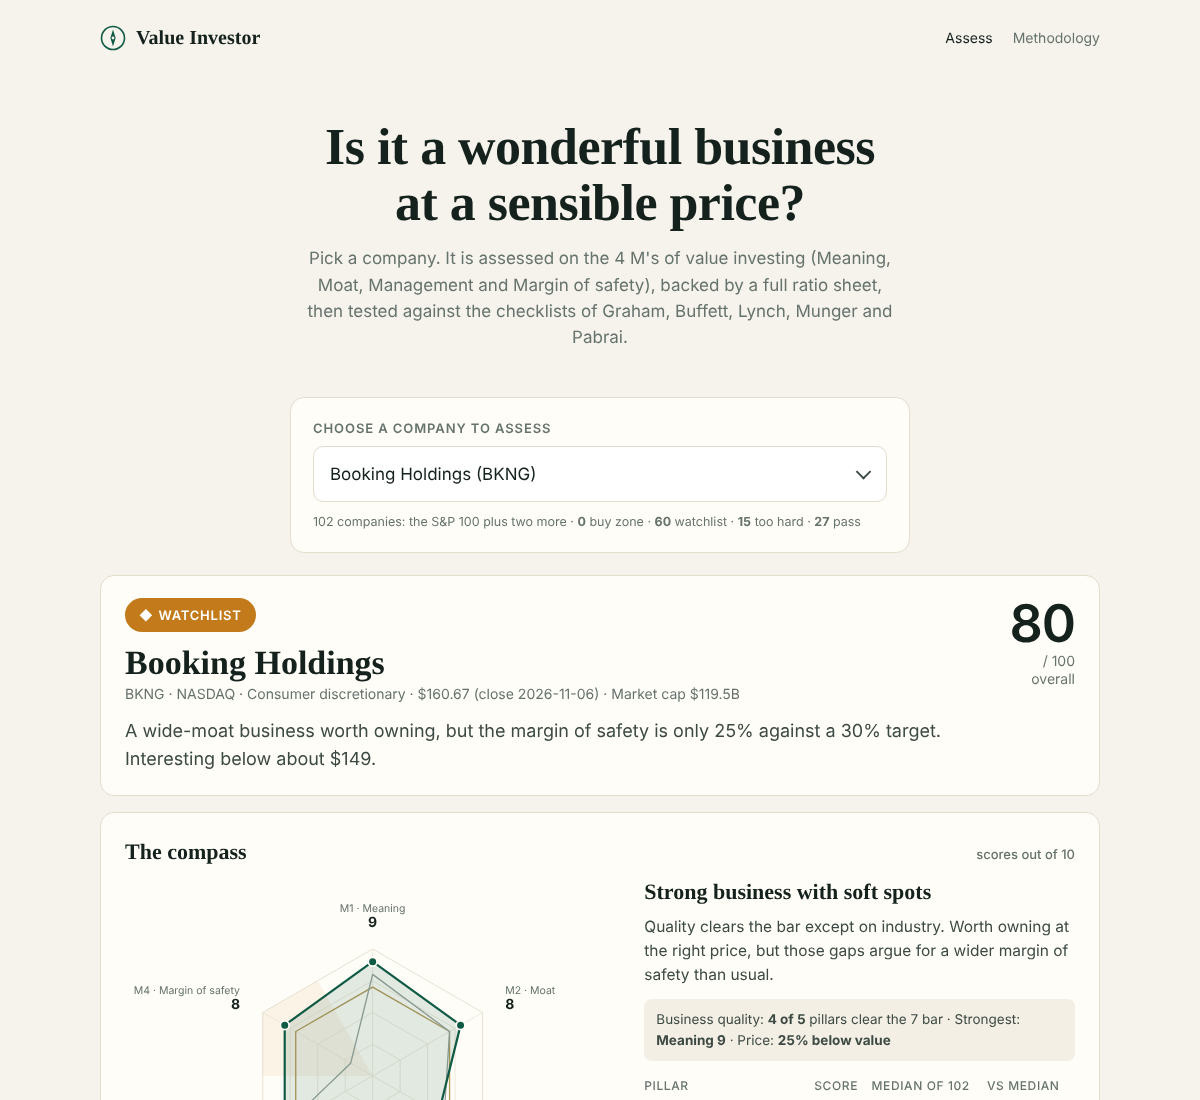 Value Investor
Assess Methodology
Is it a wonderful business
at a sensible price?
Pick a company. It is assessed on the 4 M's of value investing (Meaning,
Moat, Management and Margin of safety), backed by a full ratio sheet,
then tested against the checklists of Graham, Buffett, Lynch, Munger and
Pabrai.
CHOOSE A COMPANY TO ASSESS
Booking Holdings (BKNG)
102 companies: the S&P 100 plus two more · 0 buy zone · 60 watchlist · 15 too hard · 27 pass
◆ WATCHLIST
80
/ 100
overall
Booking Holdings
BKNG · NASDAQ · Consumer discretionary · $160.67 (close 2026-11-06) · Market cap $119.5B
A wide-moat business worth owning, but the margin of safety is only 25% against a 30% target.
Interesting below about $149.
The compass
scores out of 10
M1 · Meaning
9
M4 · Margin of safety
8
M2 · Moat
8
Strong business with soft spots
Quality clears the bar except on industry. Worth owning at
the right price, but those gaps argue for a wider margin of
safety than usual.
Business quality: 4 of 5 pillars clear the 7 bar · Strongest:
Meaning 9 · Price: 25% below value
PILLAR SCORE MEDIAN OF 102 VS MEDIAN